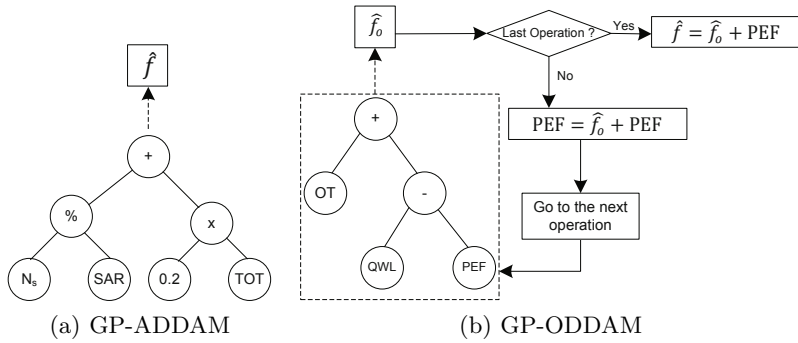 f̂
+
%
x
Nₛ
SAR
0.2
TOT
(a) GP-ADDAM
f̂ₒ
Last Operation ?
Yes
f̂ = f̂ₒ + PEF
No
PEF = f̂ₒ + PEF
Go to the next
operation
+
OT
-
QWL
PEF
(b) GP-ODDAM